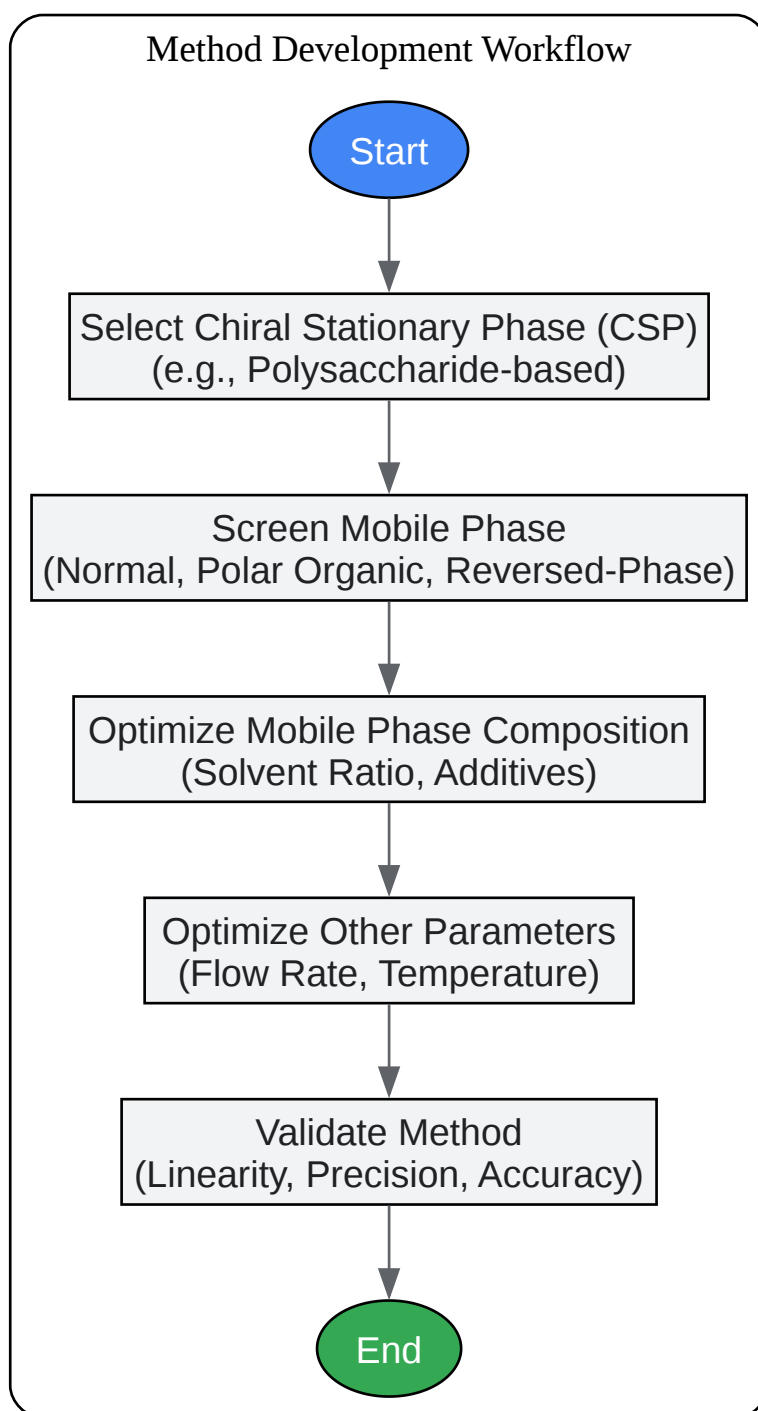 Method Development Workflow
Start
Select Chiral Stationary Phase (CSP)
(e.g., Polysaccharide-based)
Screen Mobile Phase
(Normal, Polar Organic, Reversed-Phase)
Optimize Mobile Phase Composition
(Solvent Ratio, Additives)
Optimize Other Parameters
(Flow Rate, Temperature)
Validate Method
(Linearity, Precision, Accuracy)
End